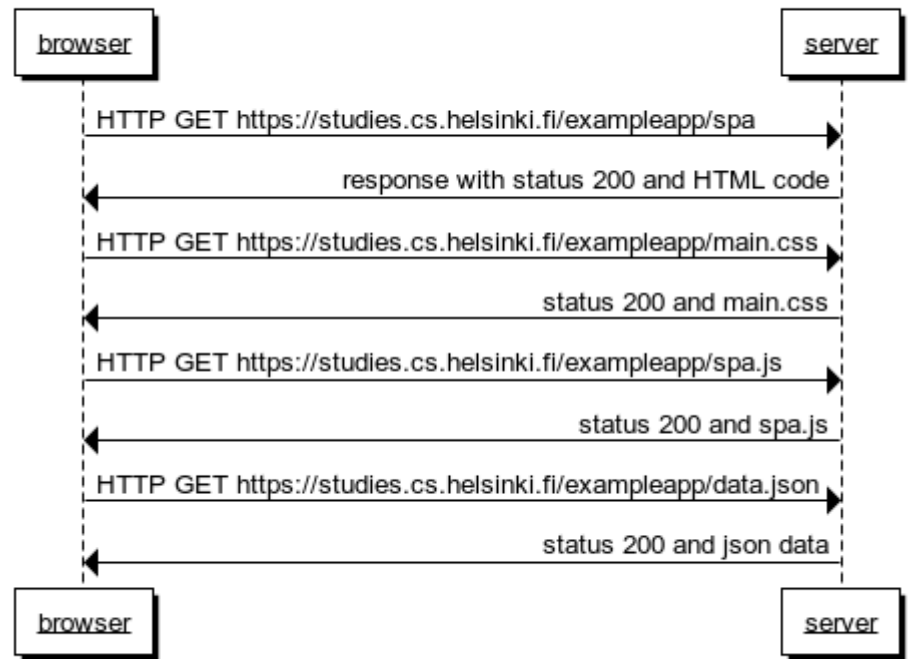 browser
server
HTTP GET https://studies.cs.helsinki.fi/exampleapp/spa
response with status 200 and HTML code
HTTP GET https://studies.cs.helsinki.fi/exampleapp/main.css
status 200 and main.css
HTTP GET https://studies.cs.helsinki.fi/exampleapp/spa.js
status 200 and spa.js
HTTP GET https://studies.cs.helsinki.fi/exampleapp/data.json
status 200 and json data
browser
server